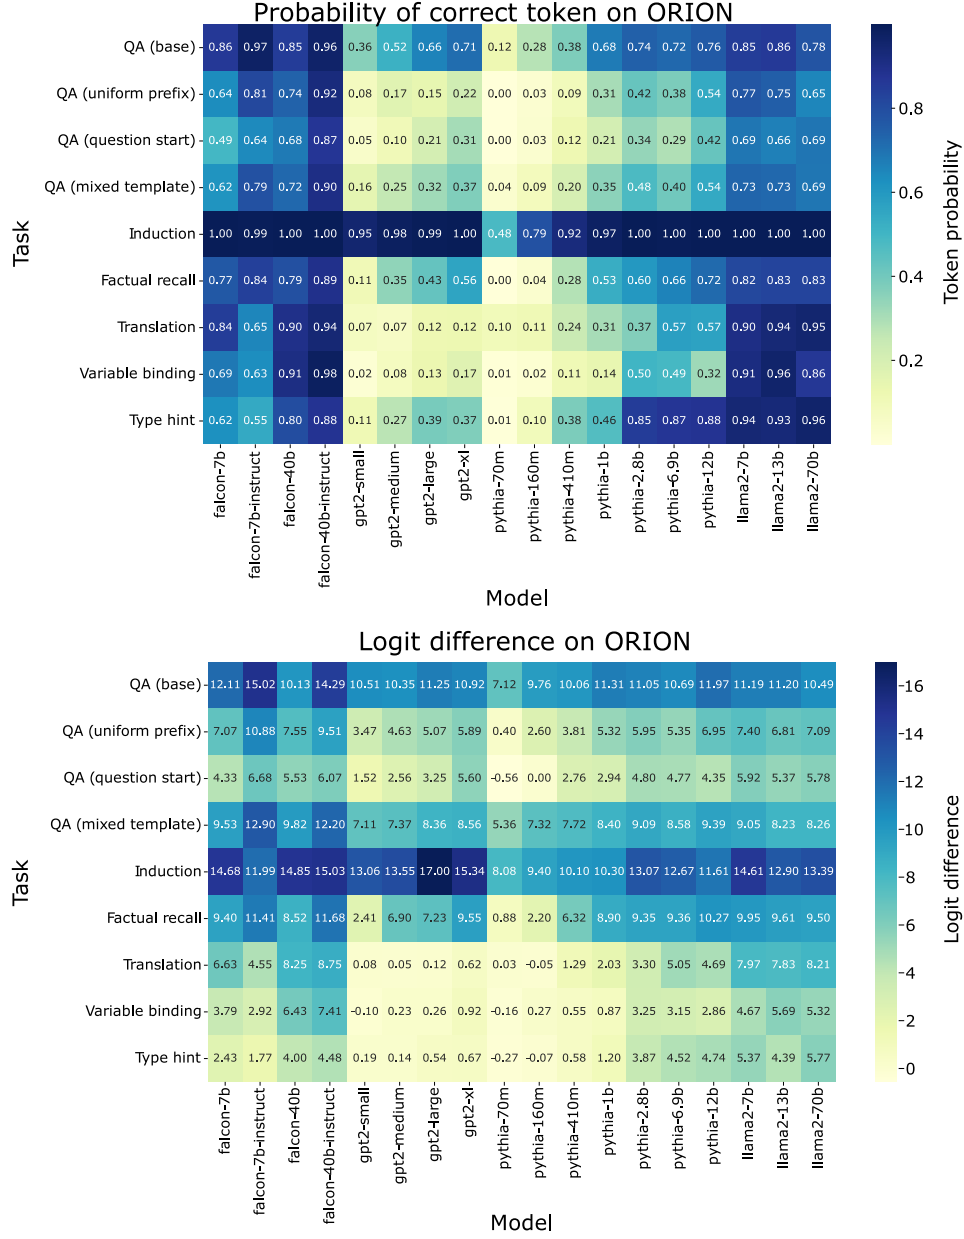 Probability of correct token on ORION
QA (base) 0.86 0.97 0.85 0.96 0.36 0.52 0.66 0.71 0.12 0.28 0.38 0.68 0.74 0.72 0.76 0.85 0.86 0.78
QA (uniform prefix) 0.64 0.81 0.74 0.92 0.08 0.17 0.15 0.22 0.00 0.03 0.09 0.31 0.42 0.38 0.54 0.77 0.75 0.65
QA (question start) 0.49 0.64 0.68 0.87 0.05 0.10 0.21 0.31 0.00 0.03 0.12 0.21 0.34 0.29 0.42 0.69 0.66 0.69
QA (mixed template) 0.62 0.79 0.72 0.90 0.16 0.25 0.32 0.37 0.04 0.09 0.20 0.35 0.48 0.40 0.54 0.73 0.73 0.69
Induction 1.00 0.99 1.00 1.00 0.95 0.98 0.99 1.00 0.48 0.79 0.92 0.97 1.00 1.00 1.00 1.00 1.00 1.00
Factual recall 0.77 0.84 0.79 0.89 0.11 0.35 0.43 0.56 0.00 0.04 0.28 0.53 0.60 0.66 0.72 0.82 0.83 0.83
Translation 0.84 0.65 0.90 0.94 0.07 0.07 0.12 0.12 0.10 0.11 0.24 0.31 0.37 0.57 0.57 0.90 0.94 0.95
Variable binding 0.69 0.63 0.91 0.98 0.02 0.08 0.13 0.17 0.01 0.02 0.11 0.14 0.50 0.49 0.32 0.91 0.96 0.86
Type hint 0.62 0.55 0.80 0.88 0.11 0.27 0.39 0.37 0.01 0.10 0.38 0.46 0.85 0.87 0.88 0.94 0.93 0.96
Task
falcon-7b
falcon-7b-instruct
falcon-40b
falcon-40b-instruct
gpt2-small
gpt2-medium
gpt2-large
gpt2-xl
pythia-70m
pythia-160m
pythia-410m
pythia-1b
pythia-2.8b
pythia-6.9b
pythia-12b
llama2-7b
llama2-13b
llama2-70b
Model
0.8
0.6
0.4
0.2
Token probability
Logit difference on ORION
QA (base) 12.11 15.02 10.13 14.29 10.51 10.35 11.25 10.92 7.12 9.76 10.06 11.31 11.05 10.69 11.97 11.19 11.20 10.49
QA (uniform prefix) 7.07 10.88 7.55 9.51 3.47 4.63 5.07 5.89 0.40 2.60 3.81 5.32 5.95 5.35 6.95 7.40 6.81 7.09
QA (question start) 4.33 6.68 5.53 6.07 1.52 2.56 3.25 5.60 -0.56 0.00 2.76 2.94 4.80 4.77 4.35 5.92 5.37 5.78
QA (mixed template) 9.53 12.90 9.82 12.20 7.11 7.37 8.36 8.56 5.36 7.32 7.72 8.40 9.09 8.58 9.39 9.05 8.23 8.26
Induction 14.68 11.99 14.85 15.03 13.06 13.55 17.00 15.34 8.08 9.40 10.10 10.30 13.07 12.67 11.61 14.61 12.90 13.39
Factual recall 9.40 11.41 8.52 11.68 2.41 6.90 7.23 9.55 0.88 2.20 6.32 8.90 9.35 9.36 10.27 9.95 9.61 9.50
Translation 6.63 4.55 8.25 8.75 0.08 0.05 0.12 0.62 0.03 -0.05 1.29 2.03 3.30 5.05 4.69 7.97 7.83 8.21
Variable binding 3.79 2.92 6.43 7.41 -0.10 0.23 0.26 0.92 -0.16 0.27 0.55 0.87 3.25 3.15 2.86 4.67 5.69 5.32
Type hint 2.43 1.77 4.00 4.48 0.19 0.14 0.54 0.67 -0.27 -0.07 0.58 1.20 3.87 4.52 4.74 5.37 4.39 5.77
Task
falcon-7b
falcon-7b-instruct
falcon-40b
falcon-40b-instruct
gpt2-small
gpt2-medium
gpt2-large
gpt2-xl
pythia-70m
pythia-160m
pythia-410m
pythia-1b
pythia-2.8b
pythia-6.9b
pythia-12b
llama2-7b
llama2-13b
llama2-70b
Model
16
14
12
10
8
6
4
2
0
Logit difference